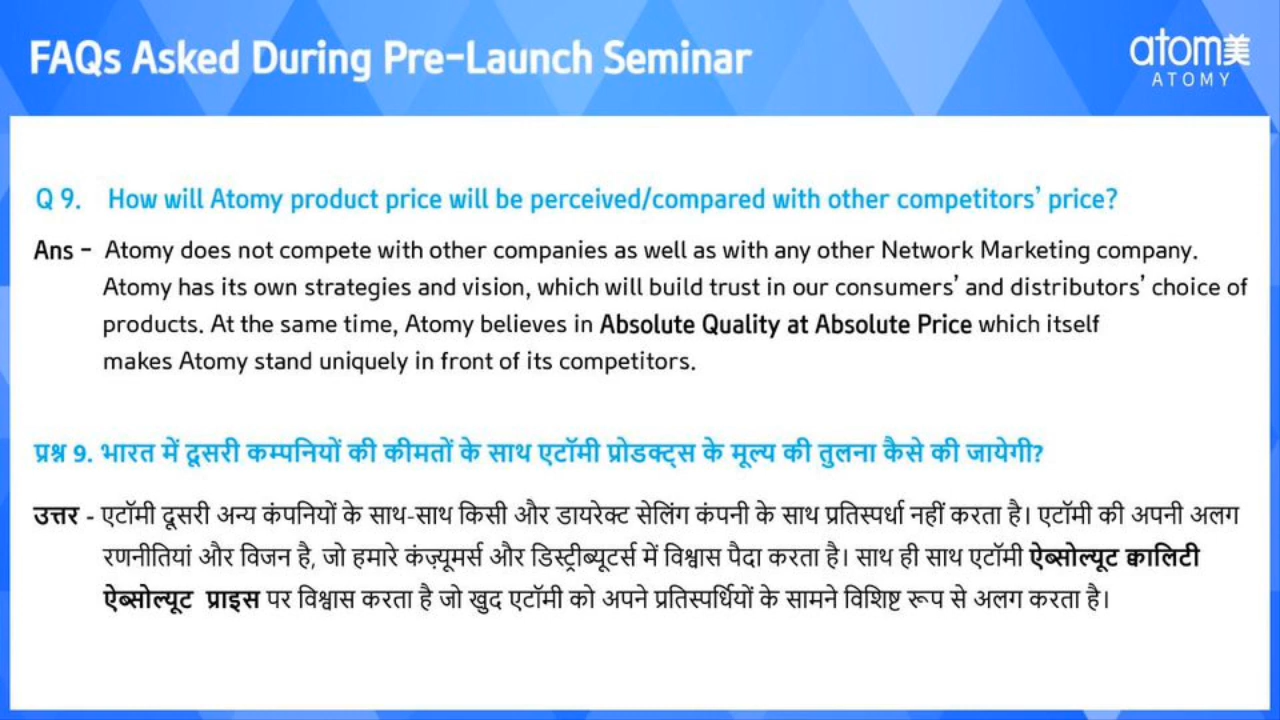 FAQs Asked During Pre-Launch Seminar
atom美
ATOMY
Q 9. How will Atomy product price will be perceived/compared with other competitors' price?
Ans - Atomy does not compete with other companies as well as with any other Network Marketing company.
Atomy has its own strategies and vision, which will build trust in our consumers' and distributors' choice of
products. At the same time, Atomy believes in Absolute Quality at Absolute Price which itself
makes Atomy stand uniquely in front of its competitors.
प्रश्न 9. भारत में दूसरी कम्पनियों की कीमतों के साथ एटॉमी प्रोडक्ट्स के मूल्य की तुलना कैसे की जायेगी?
उत्तर - एटॉमी दूसरी अन्य कंपनियों के साथ-साथ किसी और डायरेक्ट सेलिंग कंपनी के साथ प्रतिस्पर्धा नहीं करता है। एटॉमी की अपनी अलग
रणनीतियां और विजन है, जो हमारे कंज़्यूमर्स और डिस्ट्रीब्यूटर्स में विश्वास पैदा करता है। साथ ही साथ एटॉमी ऐब्सोल्यूट क्वालिटी
ऐब्सोल्यूट प्राइस पर विश्वास करता है जो खुद एटॉमी को अपने प्रतिस्पर्धियों के सामने विशिष्ट रूप से अलग करता है।